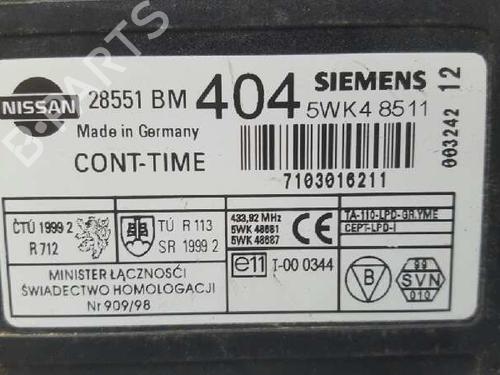 NISSAN 28551 BM 404 SIEMENS
5WK4 8511
Made in Germany
CONT-TIME
7103016211
003242 12
ČTÚ 1999 2
R 712
TÚ R 113
SR 1999 2
433,92 MHz
5WK 48681
5WK 48687
CE
TA-110-LPD-GR.YME
CEPT-LPD-I
MINISTER ŁĄCZNOŚCI
ŚWIADECTWO HOMOLOGACJI
Nr 909/98
e11 I-00 0344
B
99
SVN
010
B-PARTS